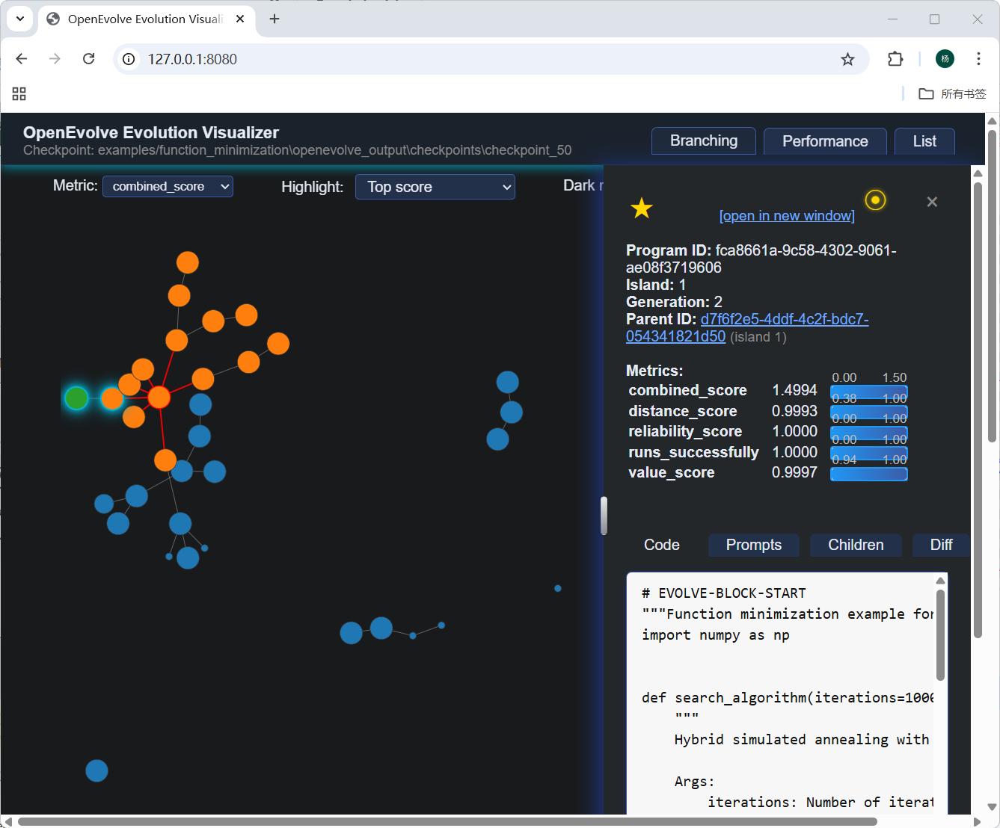 OpenEvolve Evolution Visuali
127.0.0.1:8080
杨
所有书签
OpenEvolve Evolution Visualizer
Checkpoint: examples/function_minimization\openevolve_output\checkpoints\checkpoint_50
Branching
Performance
List
Metric: combined_score
Highlight: Top score
Dark
[open in new window]
Program ID: fca8661a-9c58-4302-9061-
ae08f3719606
Island: 1
Generation: 2
Parent ID: d7f6f2e5-4ddf-4c2f-bdc7-
054341821d50 (island 1)
Metrics:
0.00 1.50
combined_score 1.4994
0.38 1.00
distance_score 0.9993
0.00 1.00
reliability_score 1.0000
0.00 1.00
runs_successfully 1.0000
0.94 1.00
value_score 0.9997
Code
Prompts
Children
Diff
# EVOLVE-BLOCK-START
"""Function minimization example for
import numpy as np
def search_algorithm(iterations=1000
"""
Hybrid simulated annealing with
Args:
iterations: Number of iterat